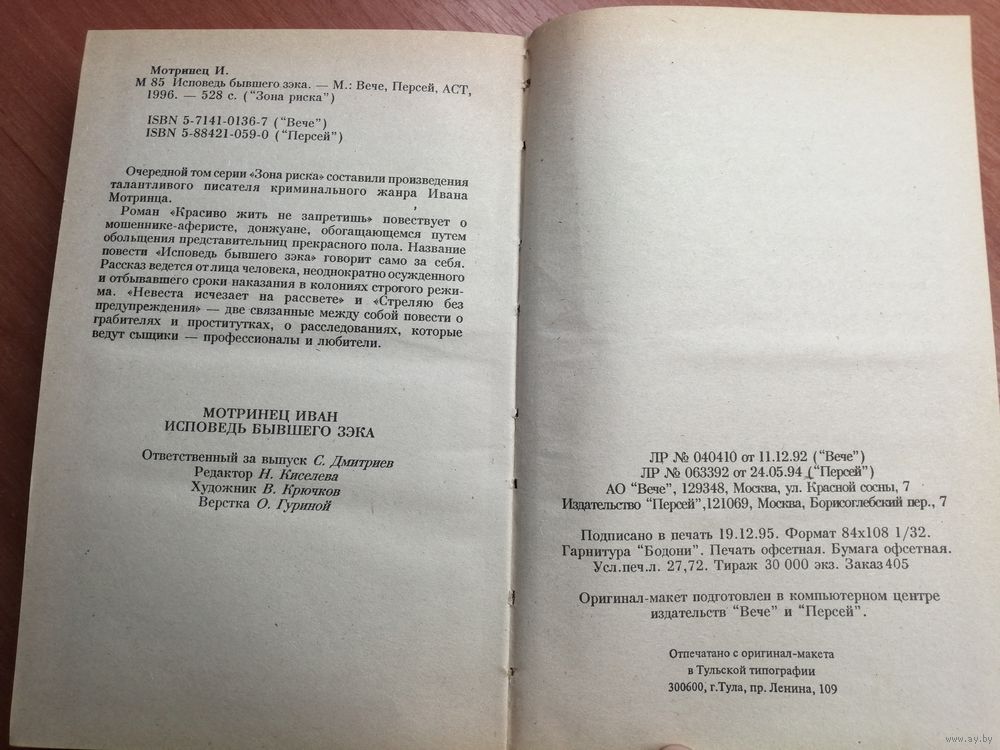 Мотринец И.
М 85 Исповедь бывшего зэка. — М.: Вече, Персей, АСТ,
1996. — 528 с. ("Зона риска")
ISBN 5-7141-0136-7 ("Вече")
ISBN 5-88421-059-0 ("Персей")
Очередной том серии «Зона риска» составили произведения
талантливого писателя криминального жанра Ивана
Мотринца.
Роман «Красиво жить не запретишь» повествует о
мошеннике-аферисте, донжуане, обогащающемся путем
обольщения представительниц прекрасного пола. Название
повести «Исповедь бывшего зэка» говорит само за себя.
Рассказ ведется от лица человека, неоднократно осужденного
и отбывавшего сроки наказания в колониях строгого режи-
ма. «Невеста исчезает на рассвете» и «Стреляю без
предупреждения» — две связанные между собой повести о
грабителях и проститутках, о расследованиях, которые
ведут сыщики — профессионалы и любители.
МОТРИНЕЦ ИВАН
ИСПОВЕДЬ БЫВШЕГО ЗЭКА
Ответственный за выпуск С. Дмитриев
Редактор Н. Киселева
Художник В. Крючков
Верстка О. Гуриной
ЛР № 040410 от 11.12.92 ("Вече")
ЛР № 063392 от 24.05.94 ("Персей")
АО "Вече", 129348, Москва, ул. Красной сосны, 7
Издательство "Персей",121069, Москва, Борисоглебский пер., 7
Подписано в печать 19.12.95. Формат 84х108 1/32.
Гарнитура "Бодони". Печать офсетная. Бумага офсетная.
Усл.печ.л. 27,72. Тираж 30 000 экз. Заказ 405
Оригинал-макет подготовлен в компьютерном центре
издательств "Вече" и "Персей".
Отпечатано с оригинал-макета
в Тульской типографии
300600, г.Тула, пр. Ленина, 109
www.ay.by